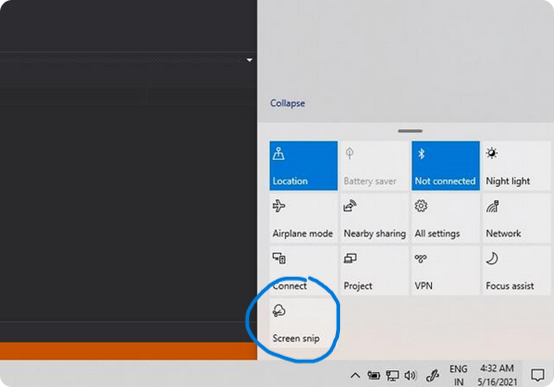 Collapse
Location
Battery saver
Not connected
Night light
Airplane mode
Nearby sharing
All settings
Network
Connect
Project
VPN
Focus assist
Screen snip
ENG
IN
4:32 AM
5/16/2021